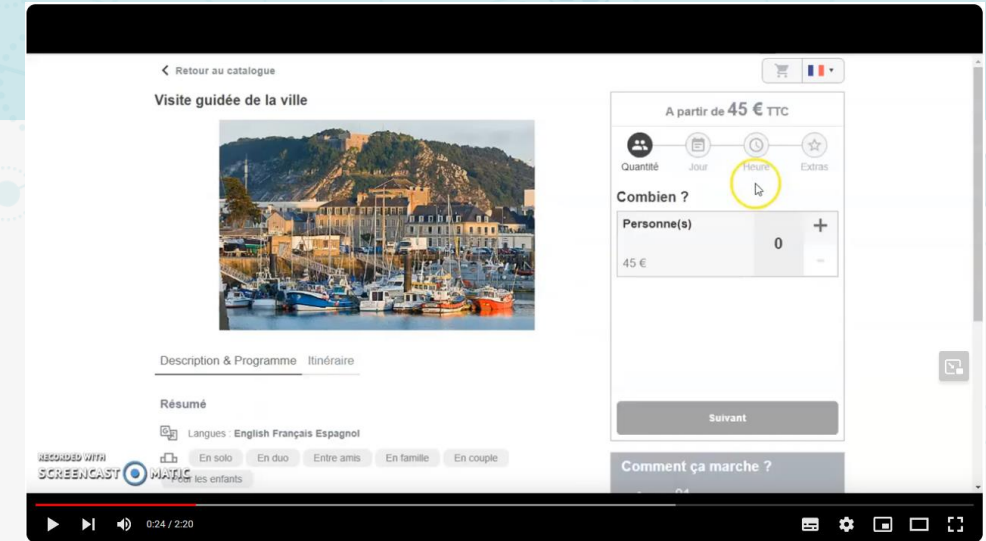 Retour au catalogue
Visite guidée de la ville
A partir de 45 € TTC
Quantité Jour Heure Extras
Combien ?
Personne(s)
0
45 €
Description & Programme Itinéraire
Résumé
Langues : English Français Espagnol
En solo En duo Entre amis En famille En couple
Pour les enfants
Suivant
Comment ça marche ?
01
RECORDED WITH
SCREENCAST MATIC
0:24 / 2:20